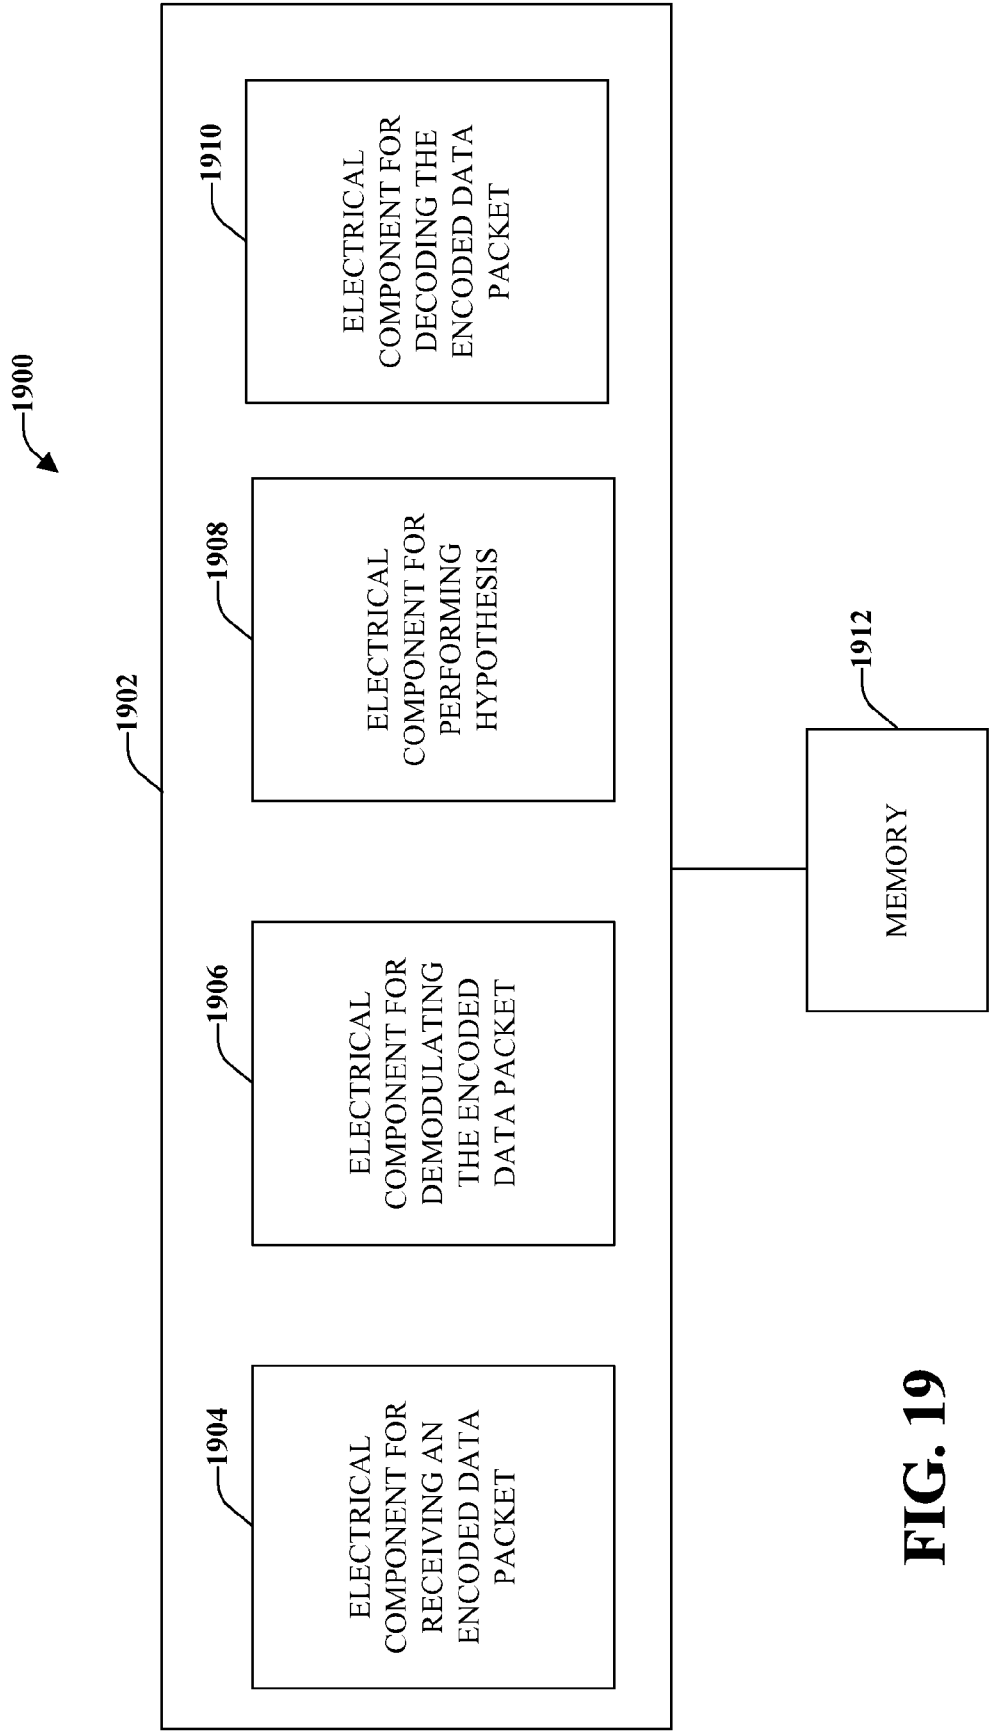 1900
1902
1904
ELECTRICAL
COMPONENT FOR
RECEIVING AN
ENCODED DATA
PACKET
1906
ELECTRICAL
COMPONENT FOR
DEMODULATING
THE ENCODED
DATA PACKET
1908
ELECTRICAL
COMPONENT FOR
PERFORMING
HYPOTHESIS
1910
ELECTRICAL
COMPONENT FOR
DECODING THE
ENCODED DATA
PACKET
1912
MEMORY
FIG. 19